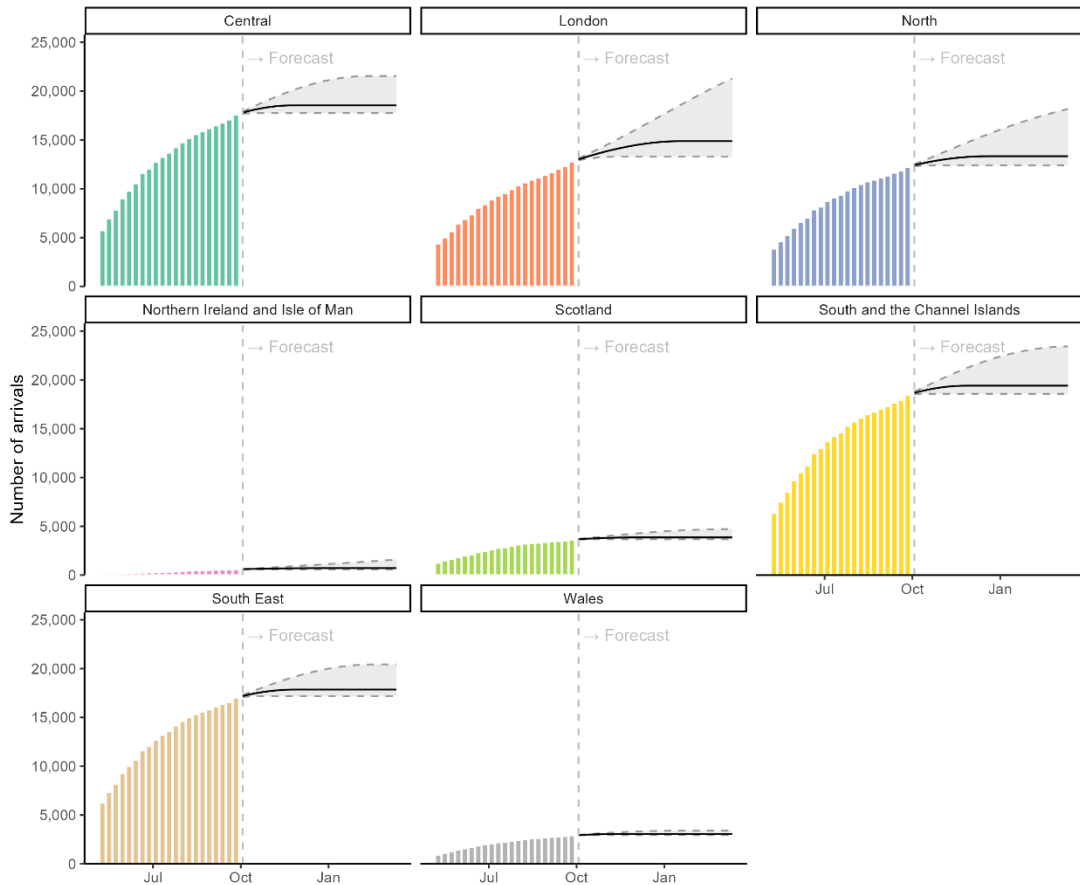 Central
London
North
25,000
20,000
15,000
10,000
5,000
0
→ Forecast
→ Forecast
→ Forecast
Northern Ireland and Isle of Man
Scotland
South and the Channel Islands
Number of arrivals
25,000
20,000
15,000
10,000
5,000
0
→ Forecast
→ Forecast
→ Forecast
Jul
Oct
Jan
South East
Wales
25,000
20,000
15,000
10,000
5,000
0
→ Forecast
→ Forecast
Jul
Oct
Jan
Jul
Oct
Jan